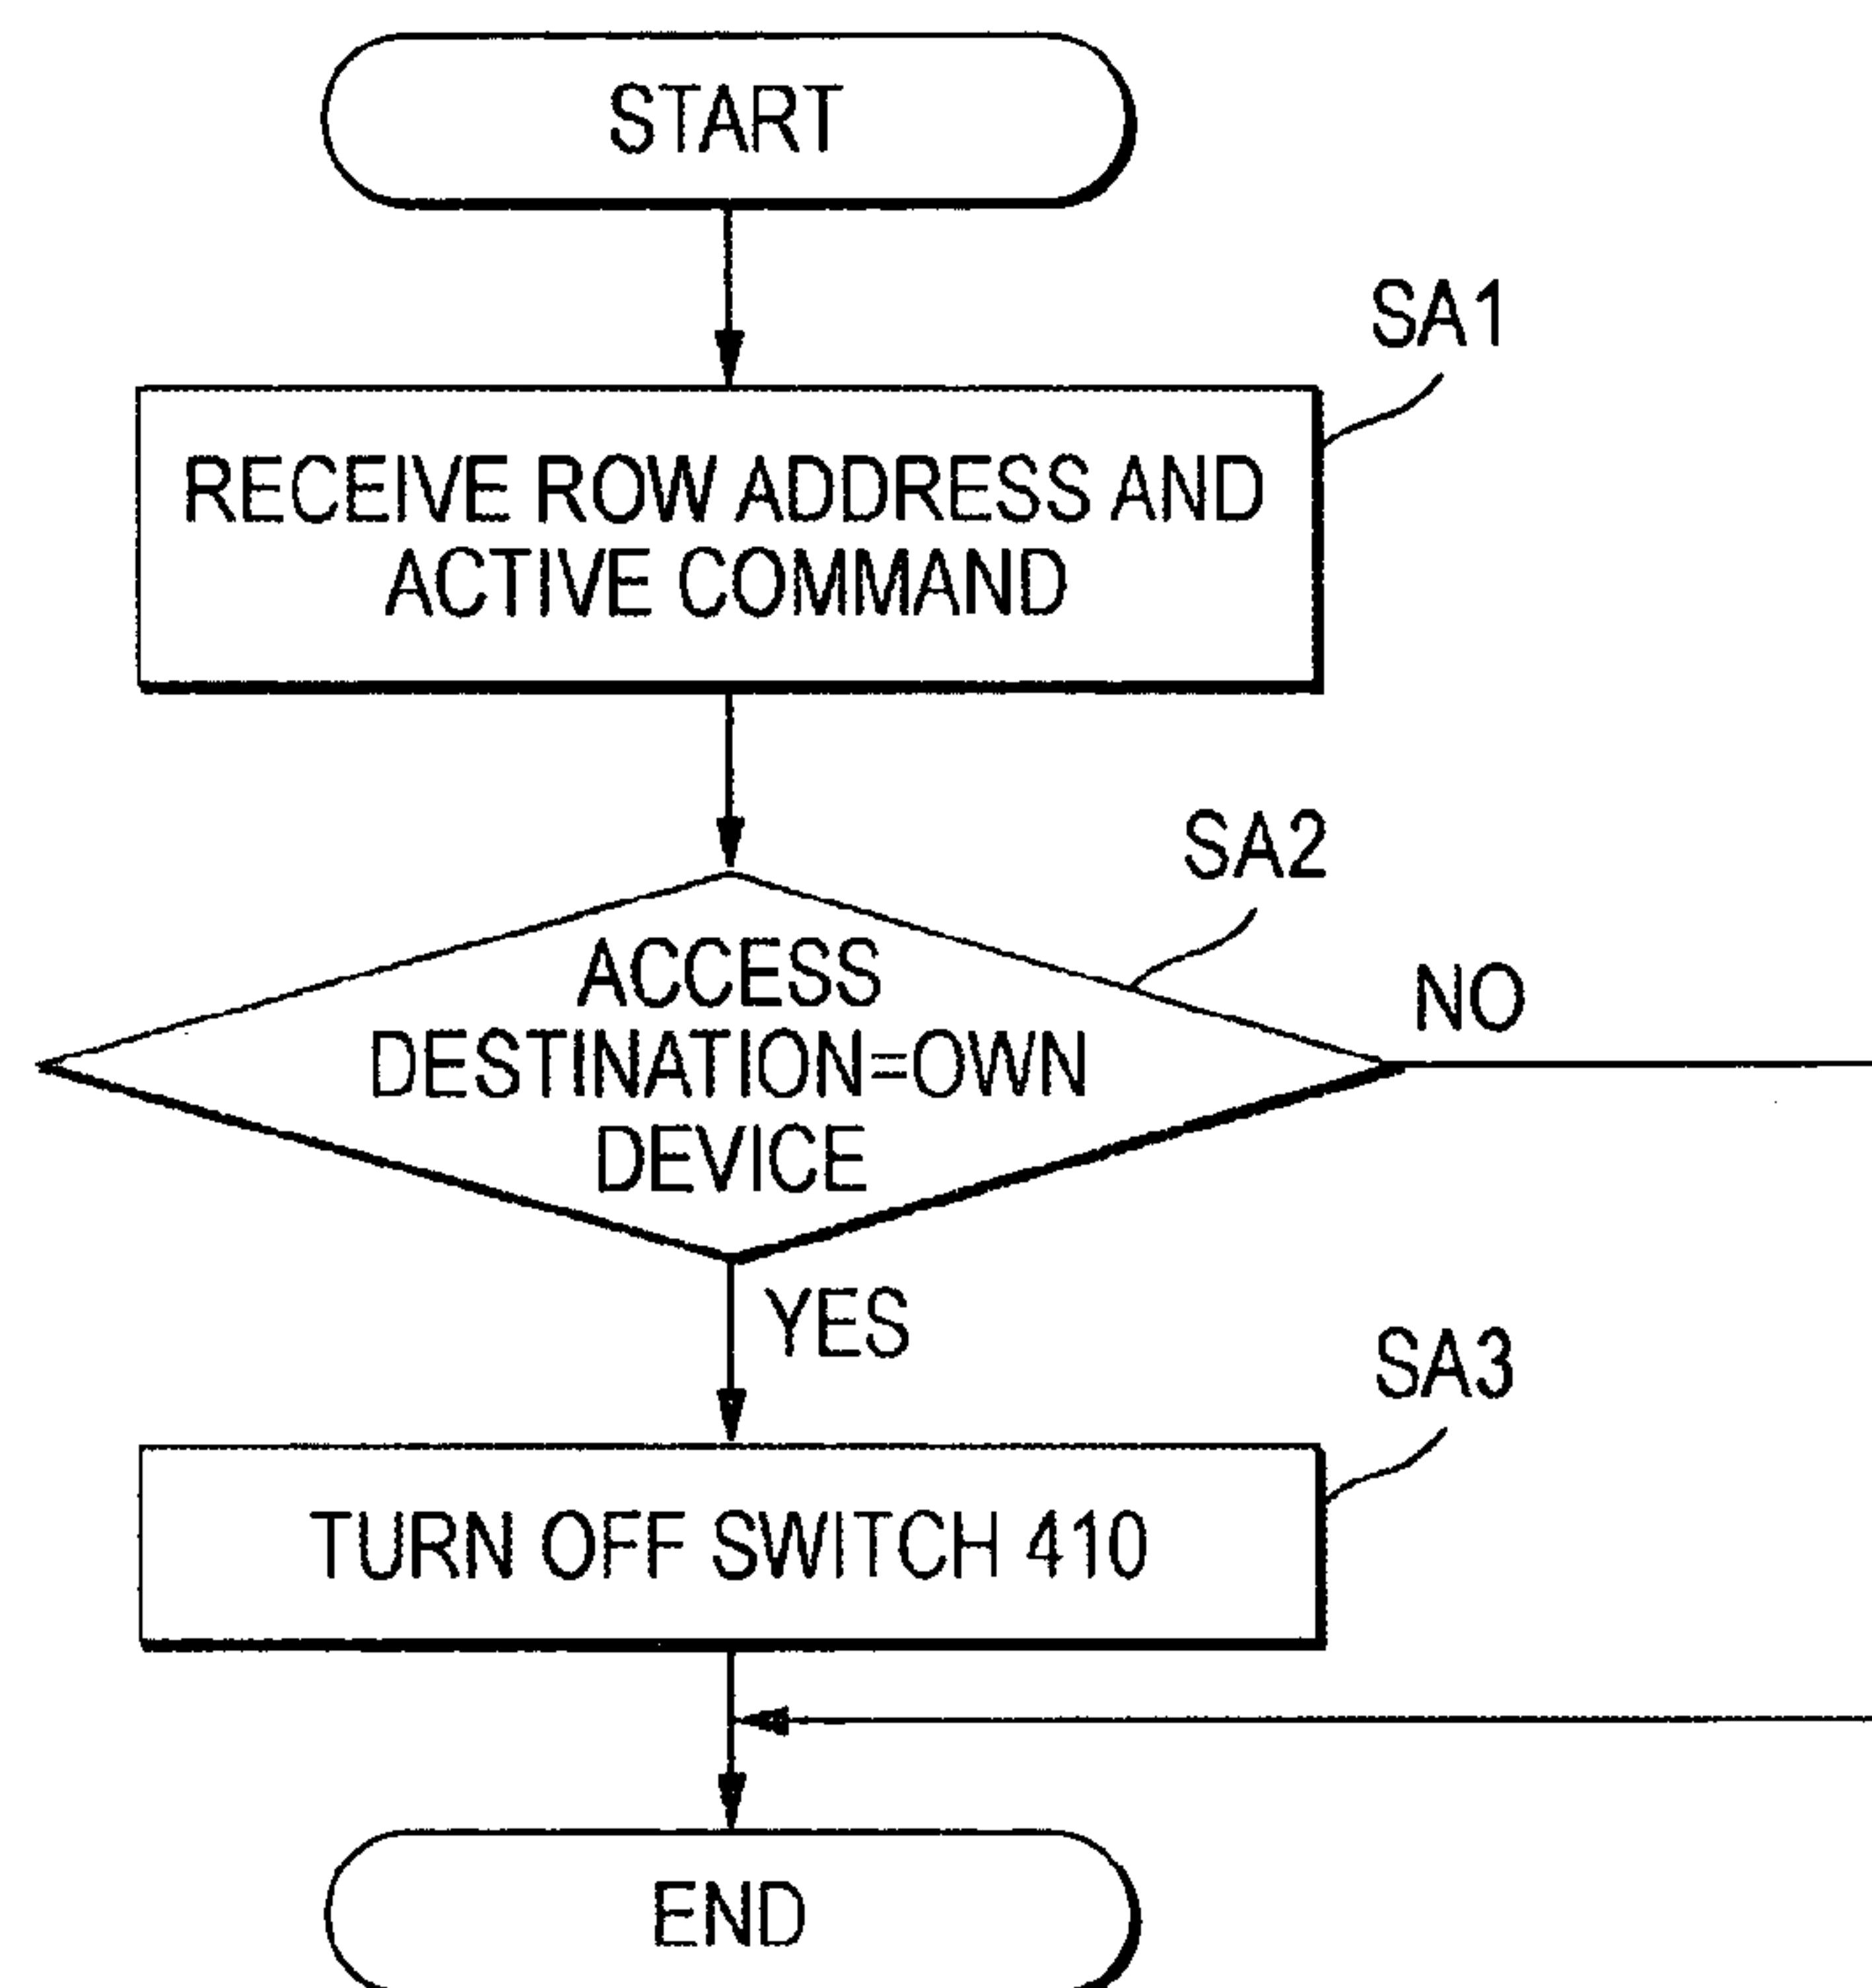 START
SA1
RECEIVE ROW ADDRESS AND
ACTIVE COMMAND
SA2
ACCESS
DESTINATION=OWN
DEVICE
NO
YES
SA3
TURN OFF SWITCH 410
END